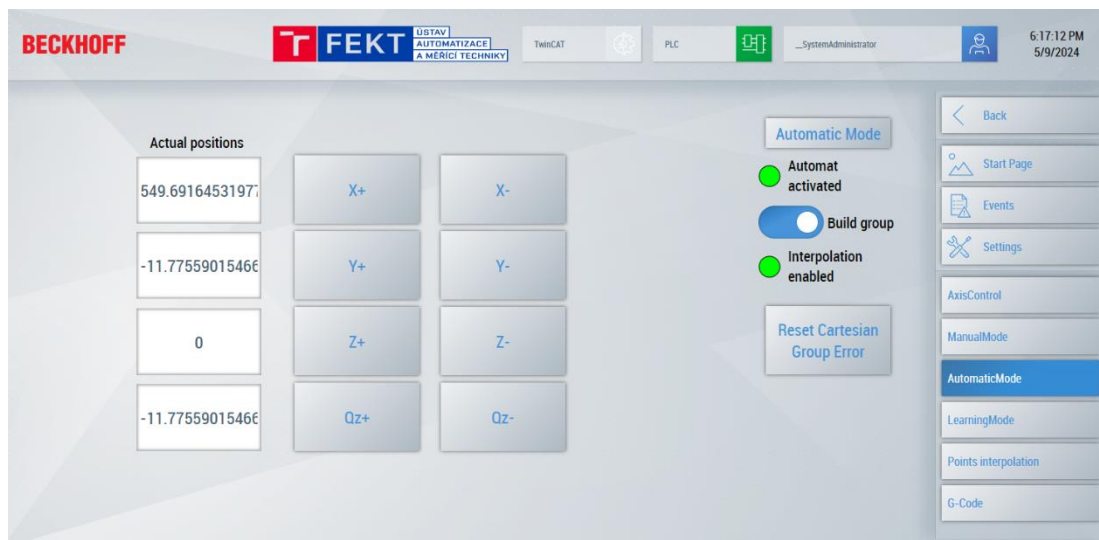 BECKHOFF
T FEKT ÚSTAV
AUTOMATIZACE
A MĚŘÍCÍ TECHNIKY
TwinCAT
PLC
__SystemAdministrator
6:17:12 PM
5/9/2024
Actual positions
549.69164531977
X+
X-
-11.77559015466
Y+
Y-
0
Z+
Z-
-11.77559015466
Qz+
Qz-
Automatic Mode
Automat
activated
Build group
Interpolation
enabled
Reset Cartesian
Group Error
Back
Start Page
Events
Settings
AxisControl
ManualMode
AutomaticMode
LearningMode
Points interpolation
G-Code